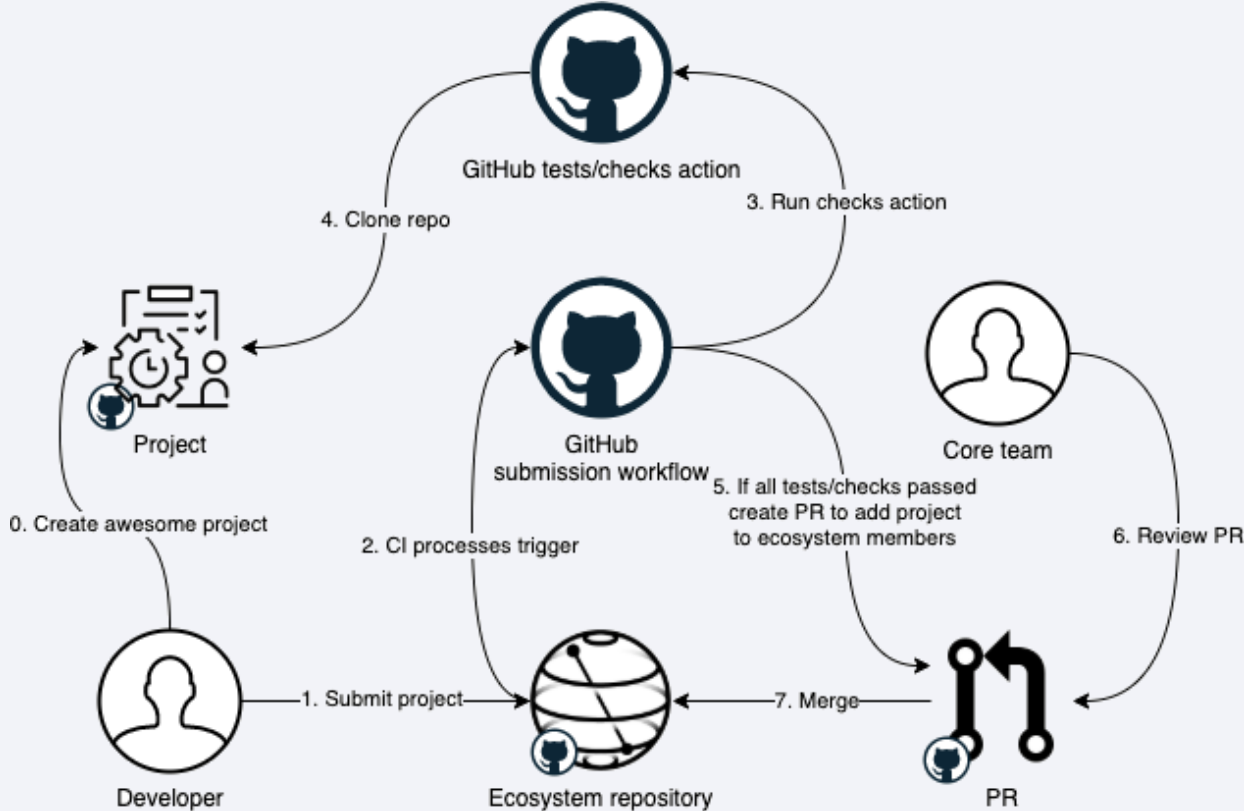 GitHub tests/checks action
3. Run checks action
4. Clone repo
Project
GitHub
submission workflow
Core team
5. If all tests/checks passed
create PR to add project
to ecosystem members
0. Create awesome project
2. CI processes trigger
6. Review PR
1. Submit project
7. Merge
Developer
Ecosystem repository
PR